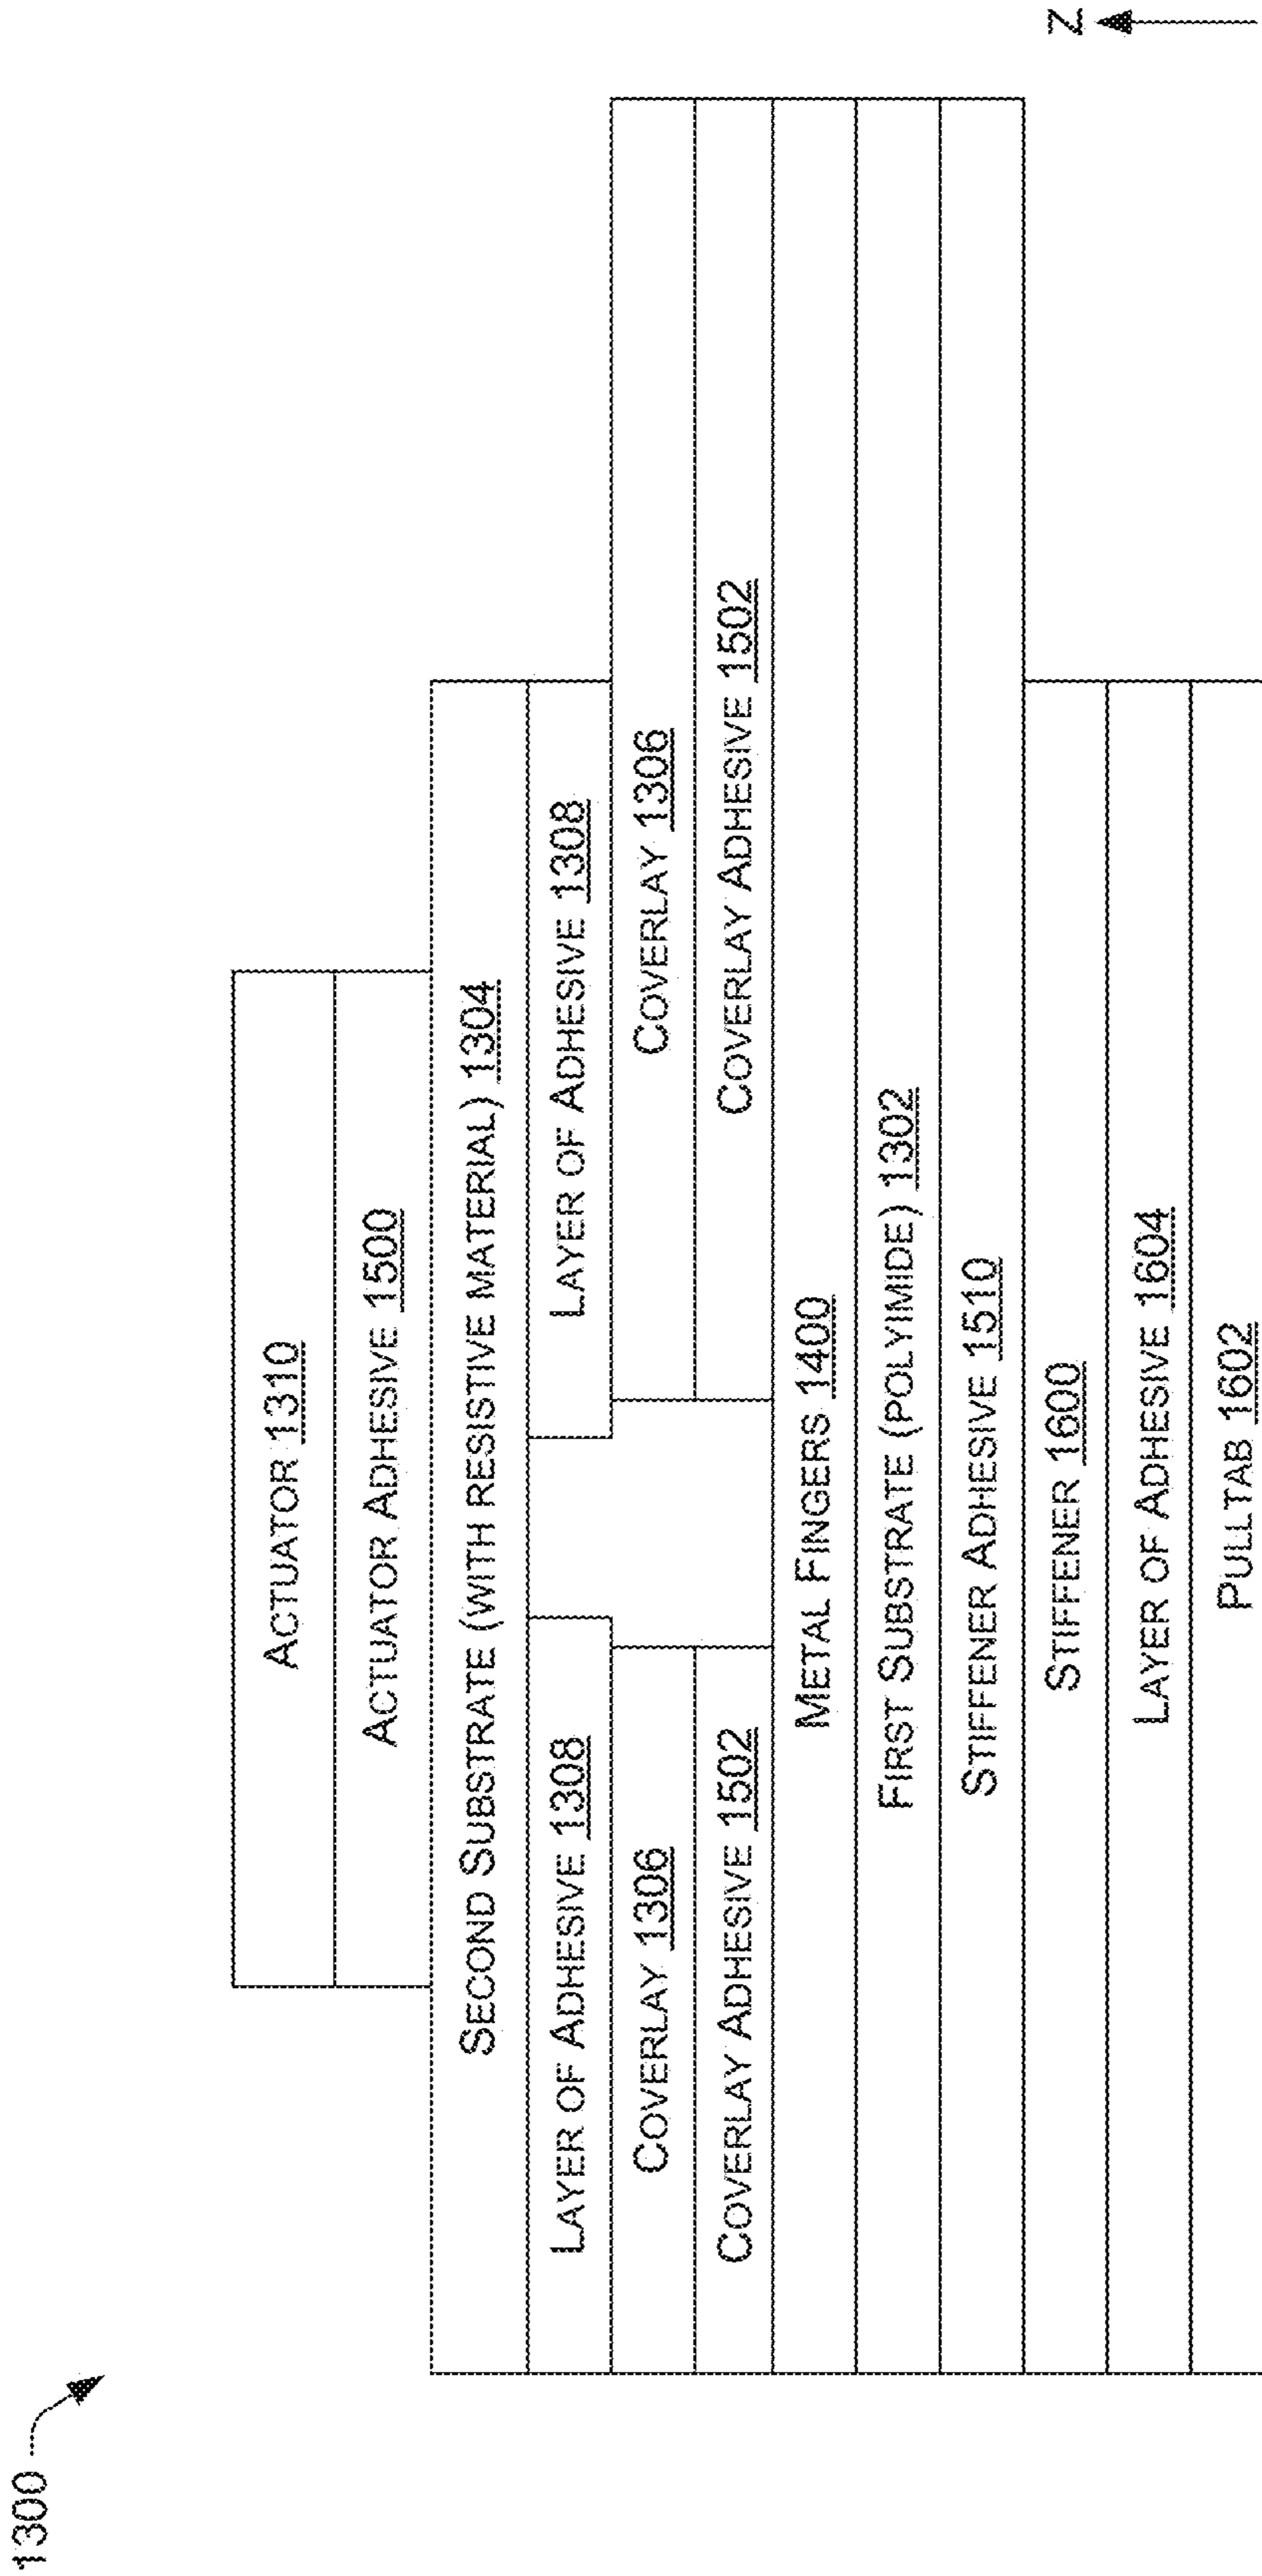 1300
ACTUATOR 1310
ACTUATOR ADHESIVE 1500
SECOND SUBSTRATE (WITH RESISTIVE MATERIAL) 1304
LAYER OF ADHESIVE 1308
LAYER OF ADHESIVE 1308
COVERLAY 1306
COVERLAY 1306
COVERLAY ADHESIVE 1502
COVERLAY ADHESIVE 1502
METAL FINGERS 1400
FIRST SUBSTRATE (POLYIMIDE) 1302
STIFFENER ADHESIVE 1510
STIFFENER 1600
LAYER OF ADHESIVE 1604
PULLTAB 1602
Z